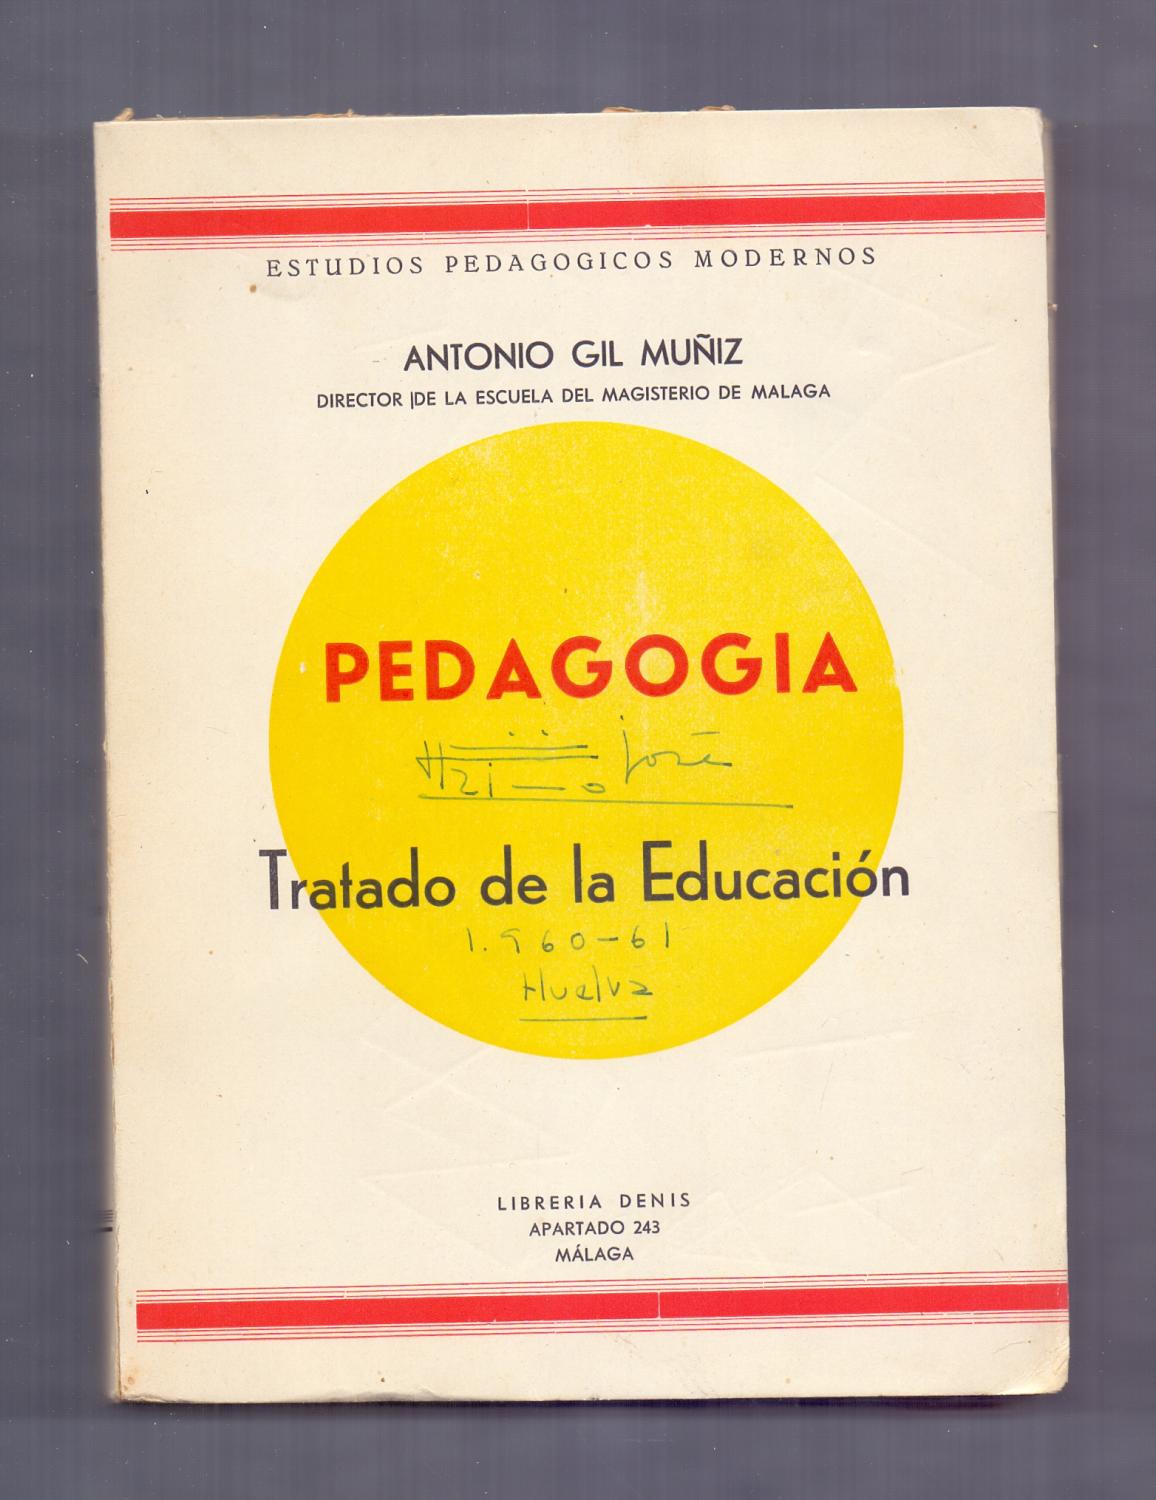 ESTUDIOS PEDAGOGICOS MODERNOS
ANTONIO GIL MUÑIZ
DIRECTOR DE LA ESCUELA DEL MAGISTERIO DE MALAGA
PEDAGOGIA
José
Tratado de la Educación
1.960-61
Huelva
LIBRERIA DENIS
APARTADO 243
MÁLAGA